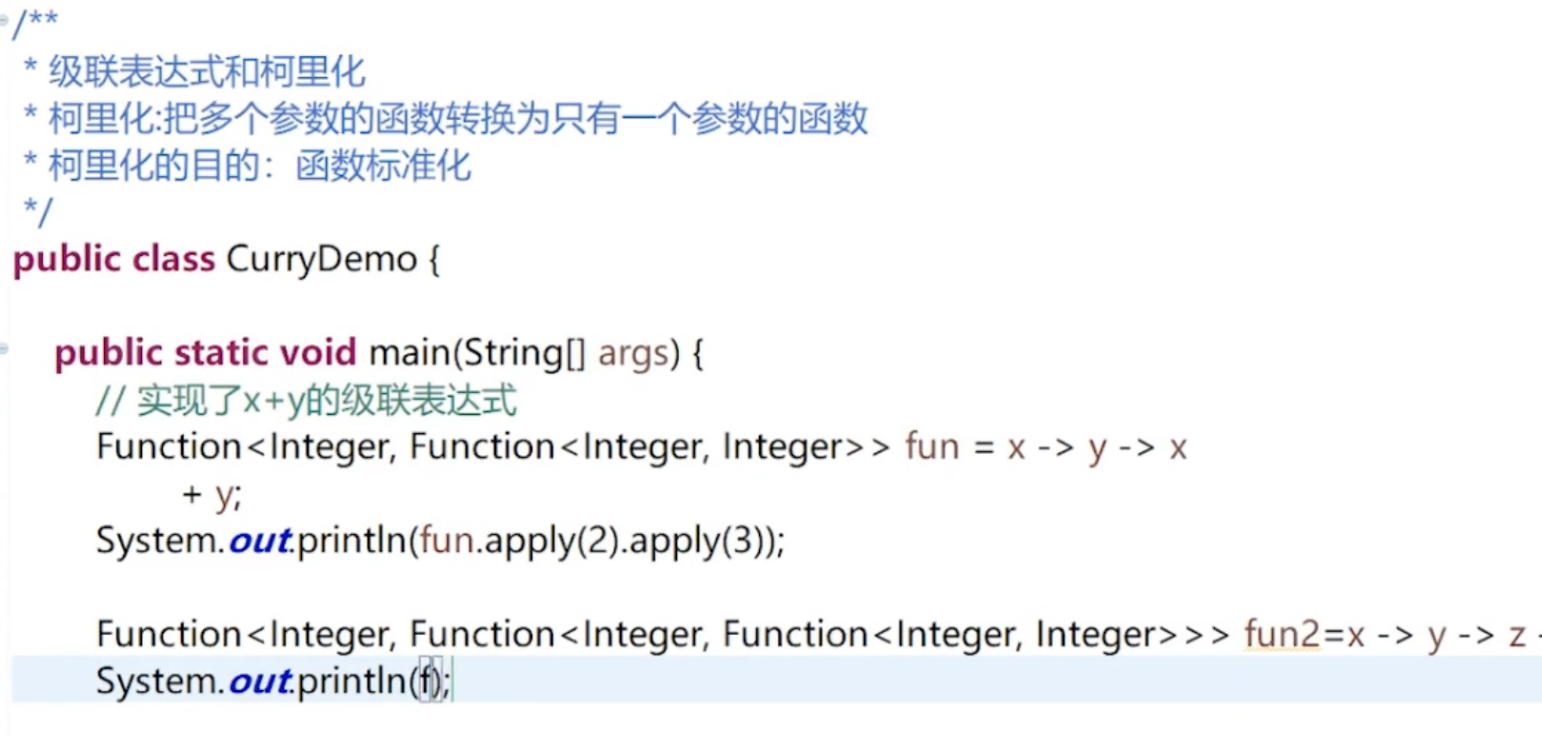 /**
* 级联表达式和柯里化
* 柯里化:把多个参数的函数转换为只有一个参数的函数
* 柯里化的目的：函数标准化
*/
public class CurryDemo {
public static void main(String[] args) {
// 实现了x+y的级联表达式
Function<Integer, Function<Integer, Integer>> fun = x -> y -> x
+ y;
System.out.println(fun.apply(2).apply(3));
Function<Integer, Function<Integer, Function<Integer, Integer>>> fun2=x -> y -> z -
System.out.println(f);